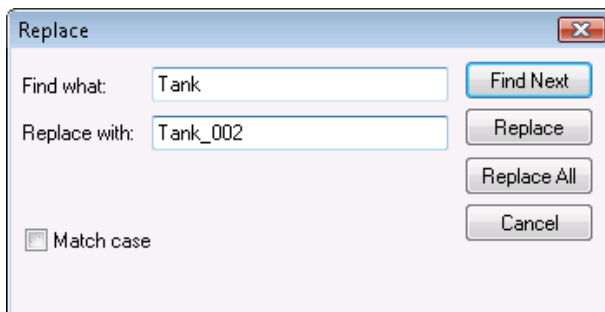 Replace
Find what: Tank Find Next
Replace with: Tank_002 Replace
Replace All
Cancel
Match case